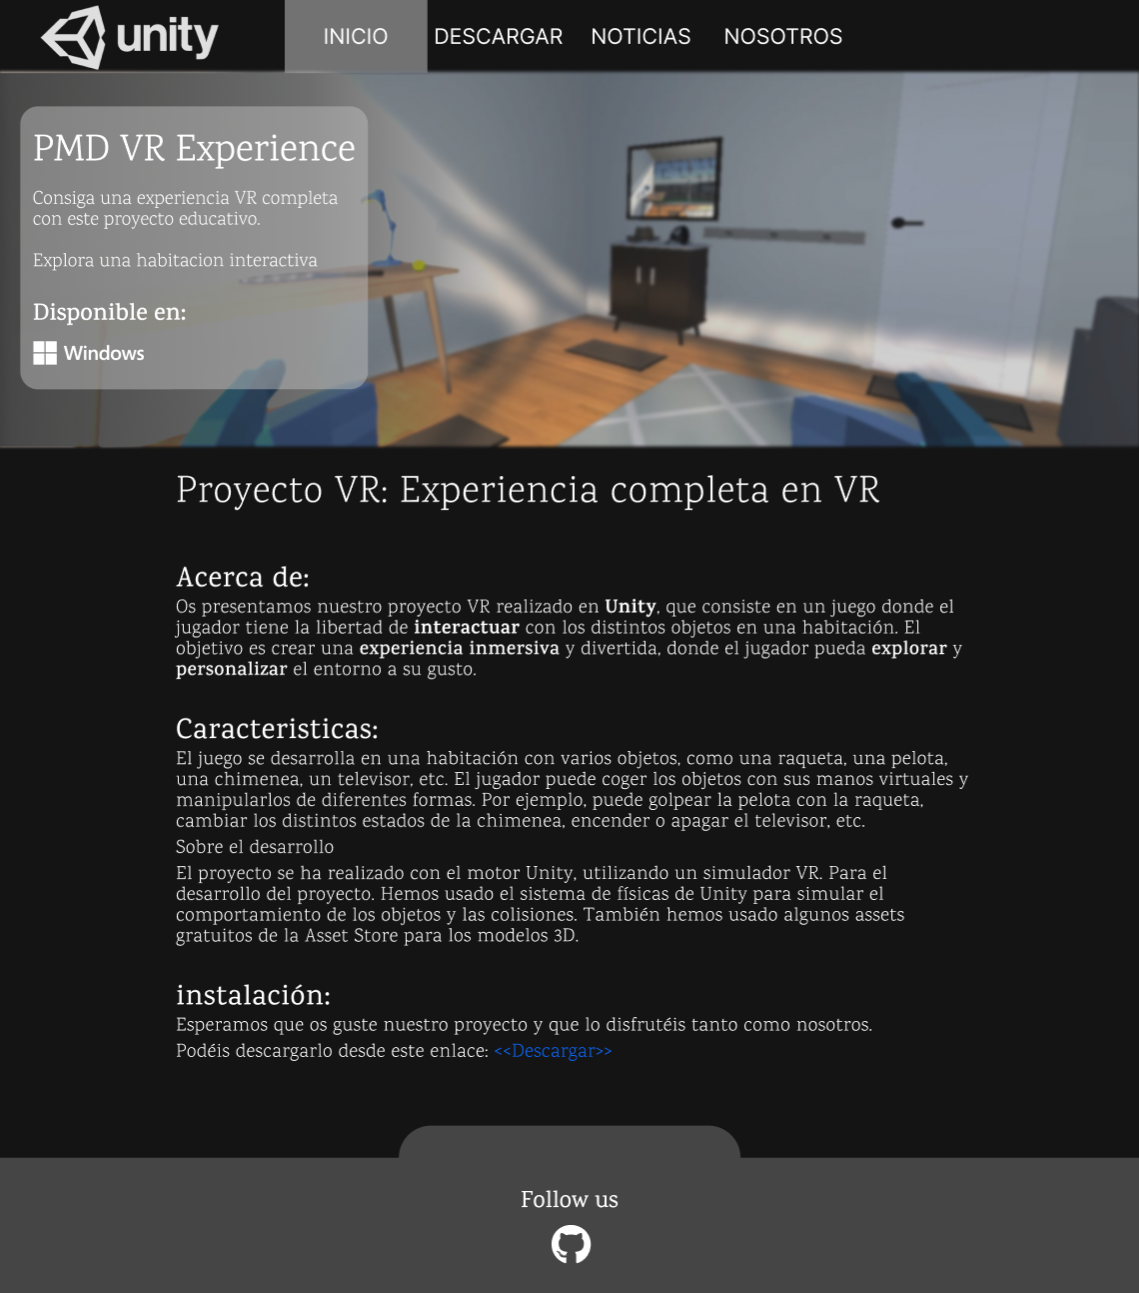 unity
INICIO
DESCARGAR
NOTICIAS
NOSOTROS
PMD VR Experience
Consiga una experiencia VR completa
con este proyecto educativo.
Explora una habitacion interactiva
Disponible en:
Windows
Proyecto VR: Experiencia completa en VR
Acerca de:
Os presentamos nuestro proyecto VR realizado en Unity, que consiste en un juego donde el
jugador tiene la libertad de interactuar con los distintos objetos en una habitación. El
objetivo es crear una experiencia inmersiva y divertida, donde el jugador pueda explorar y
personalizar el entorno a su gusto.
Caracteristicas:
El juego se desarrolla en una habitación con varios objetos, como una raqueta, una pelota,
una chimenea, un televisor, etc. El jugador puede coger los objetos con sus manos virtuales y
manipularlos de diferentes formas. Por ejemplo, puede golpear la pelota con la raqueta,
cambiar los distintos estados de la chimenea, encender o apagar el televisor, etc.
Sobre el desarrollo
El proyecto se ha realizado con el motor Unity, utilizando un simulador VR. Para el
desarrollo del proyecto. Hemos usado el sistema de físicas de Unity para simular el
comportamiento de los objetos y las colisiones. También hemos usado algunos assets
gratuitos de la Asset Store para los modelos 3D.
instalación:
Esperamos que os guste nuestro proyecto y que lo disfrutéis tanto como nosotros.
Podéis descargarlo desde este enlace: <<Descargar>>
Follow us